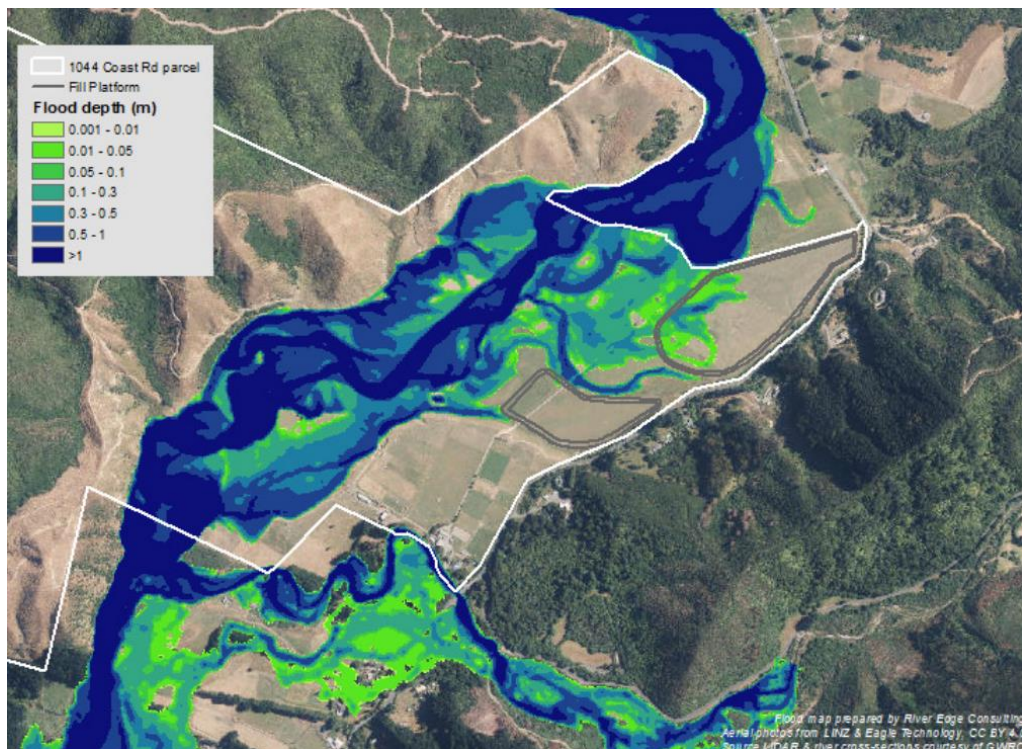 1044 Coast Rd parcel
Fill Platform
Flood depth (m)
0.001 - 0.01
0.01 - 0.05
0.05 - 0.1
0.1 - 0.3
0.3 - 0.5
0.5 - 1
>1
Flood map prepared by River Edge Consulting
Aerial photos from LINZ & Eagle Technology, CC BY 4.
Source LiDAR & river cross-sections courtesy of